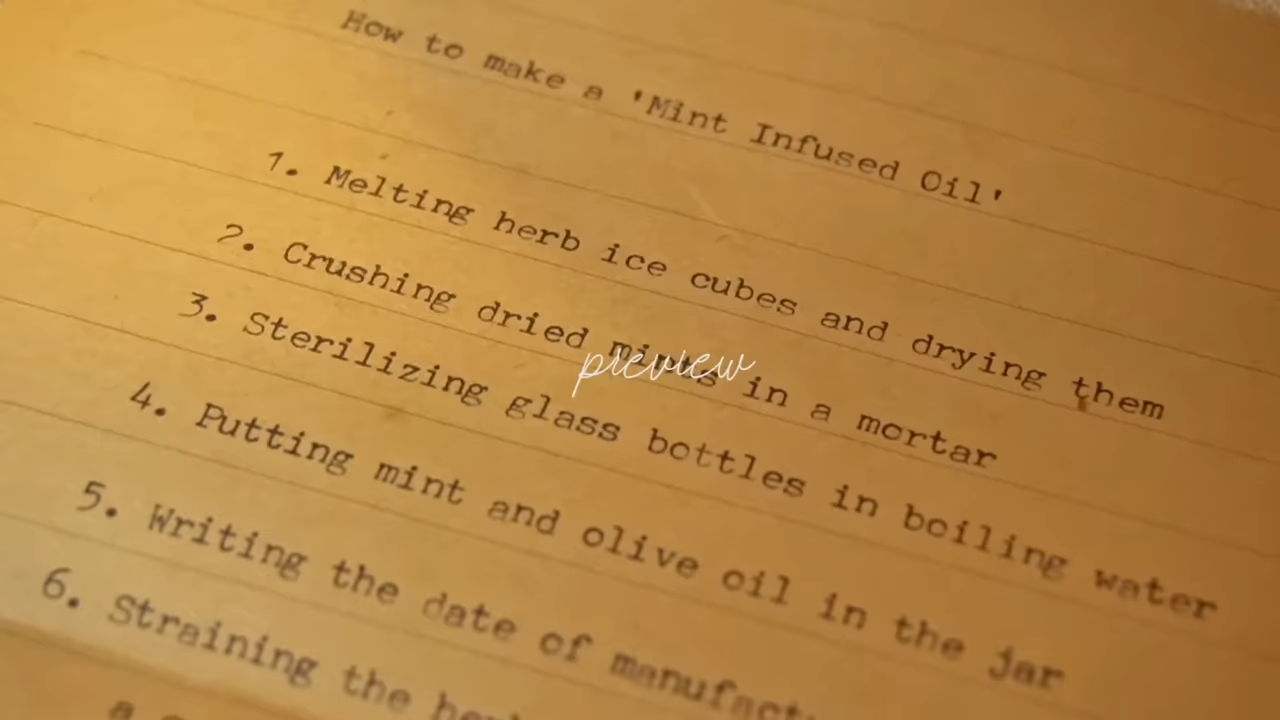 How to make a 'Mint Infused Oil'
1. Melting herb ice cubes and drying them
2. Crushing dried mints in a mortar
preview
3. Sterilizing glass bottles in boiling water
4. Putting mint and olive oil in the jar
5. Writing the date of
6. Straining the
a